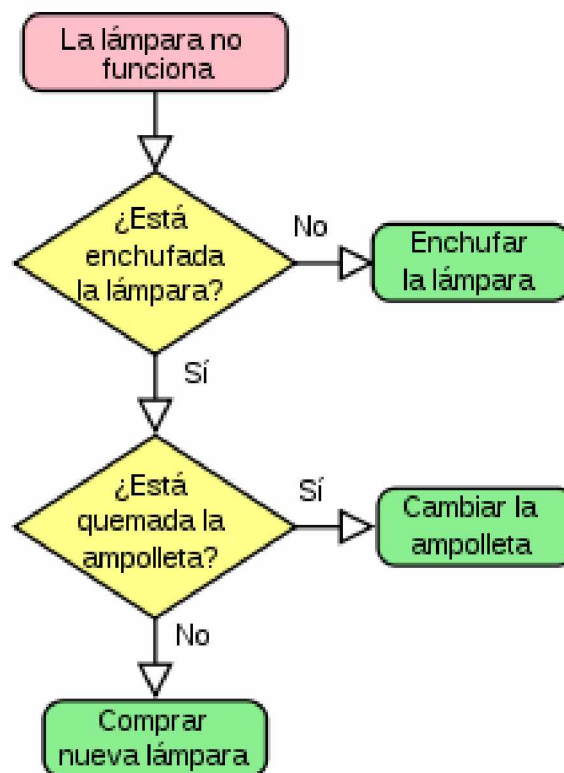 La lámpara no
funciona
¿Está
enchufada
la lámpara?
No
Enchufar
la lámpara
Sí
¿Está
quemada la
ampolleta?
Sí
Cambiar la
ampolleta
No
Comprar
nueva lámpara